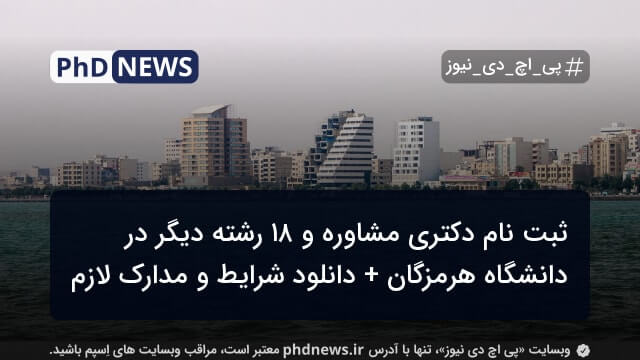 PhD NEWS
#پی_اچ_دی_نیوز
ثبت نام دکتری مشاوره و ۱۸ رشته دیگر در
دانشگاه هرمزگان + دانلود شرایط و مدارک لازم
وبسایت «پی اچ دی نیوز»، تنها با آدرس phdnews.ir معتبر است، مراقب وبسایت های اِسپم باشید.